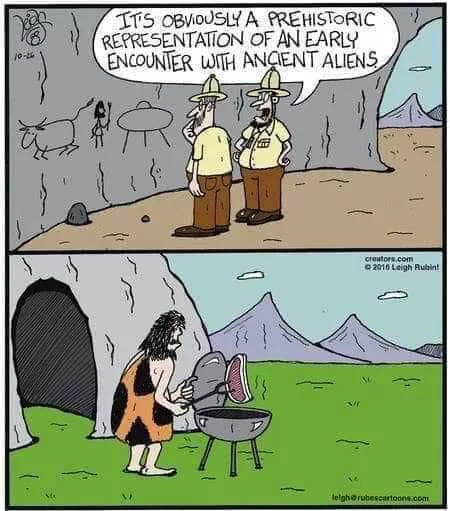 IT'S OBVIOUSLY A PREHISTORIC
REPRESENTATION OF AN EARLY
ENCOUNTER WITH ANCIENT ALIENS
10-26
creators.com
© 2016 Leigh Rubin!
leigh@rubescartoons.com